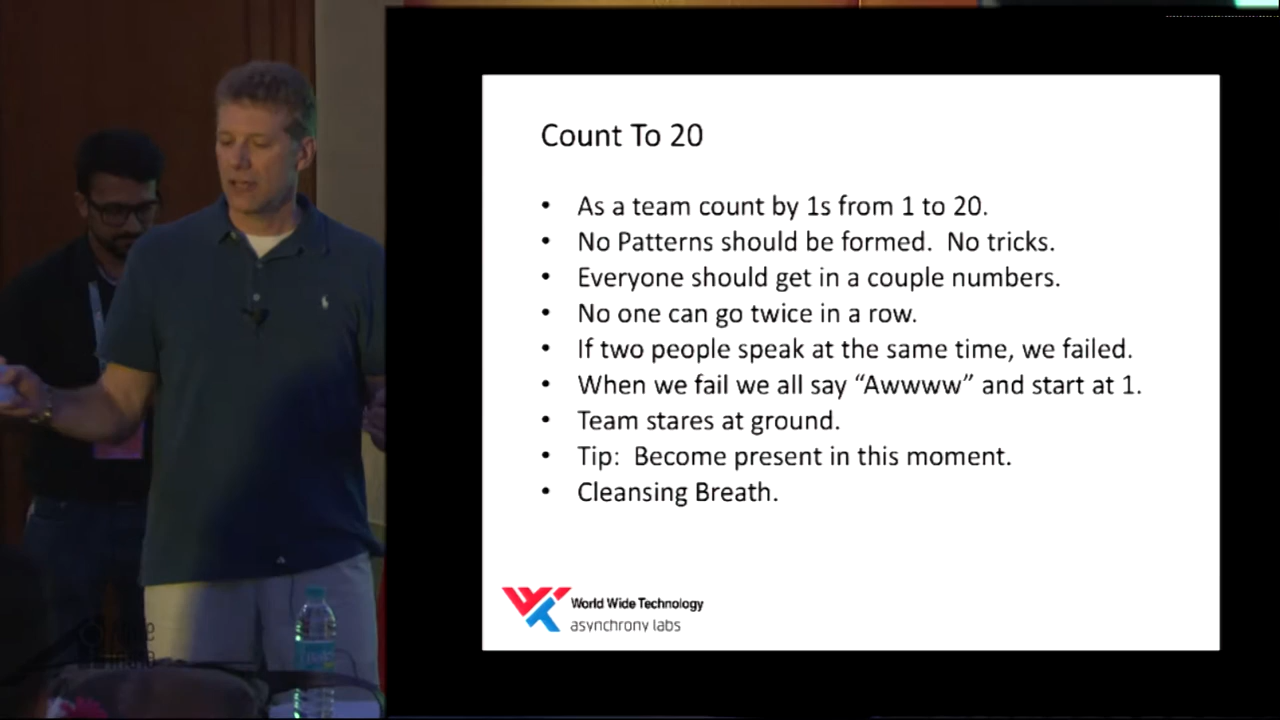 Count To 20
• As a team count by 1s from 1 to 20.
• No Patterns should be formed.  No tricks.
• Everyone should get in a couple numbers.
• No one can go twice in a row.
• If two people speak at the same time, we failed.
• When we fail we all say “Awwww” and start at 1.
• Team stares at ground.
• Tip:  Become present in this moment.
• Cleansing Breath.
World Wide Technology
asynchrony labs